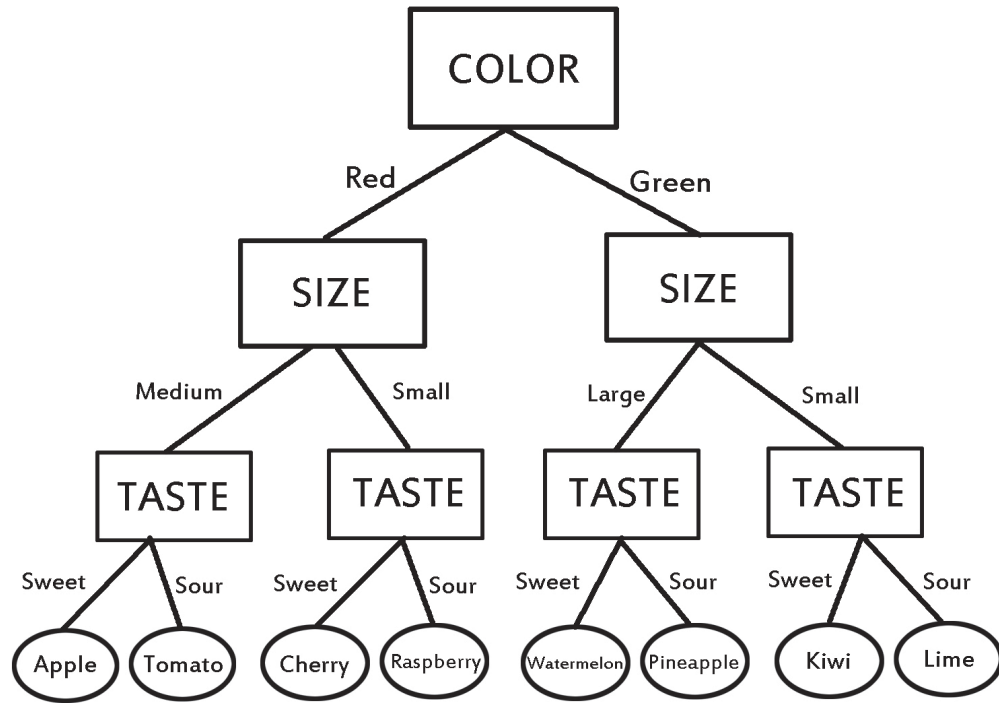 COLOR
Red
Green
SIZE
SIZE
Medium
Small
Large
Small
TASTE
TASTE
TASTE
TASTE
Sweet
Sour
Sweet
Sour
Sweet
Sour
Sweet
Sour
Apple
Tomato
Cherry
Raspberry
Watermelon
Pineapple
Kiwi
Lime